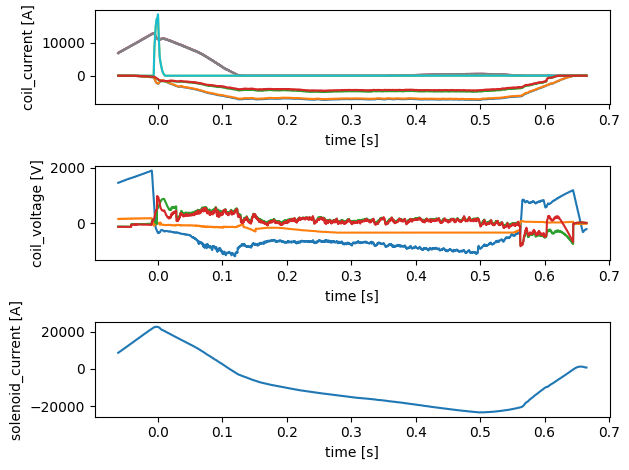 coil_current [A]
10000
0
0.0 0.1 0.2 0.3 0.4 0.5 0.6 0.7
time [s]
coil_voltage [V]
2000
0
0.0 0.1 0.2 0.3 0.4 0.5 0.6 0.7
time [s]
solenoid_current [A]
20000
0
−20000
0.0 0.1 0.2 0.3 0.4 0.5 0.6 0.7
time [s]